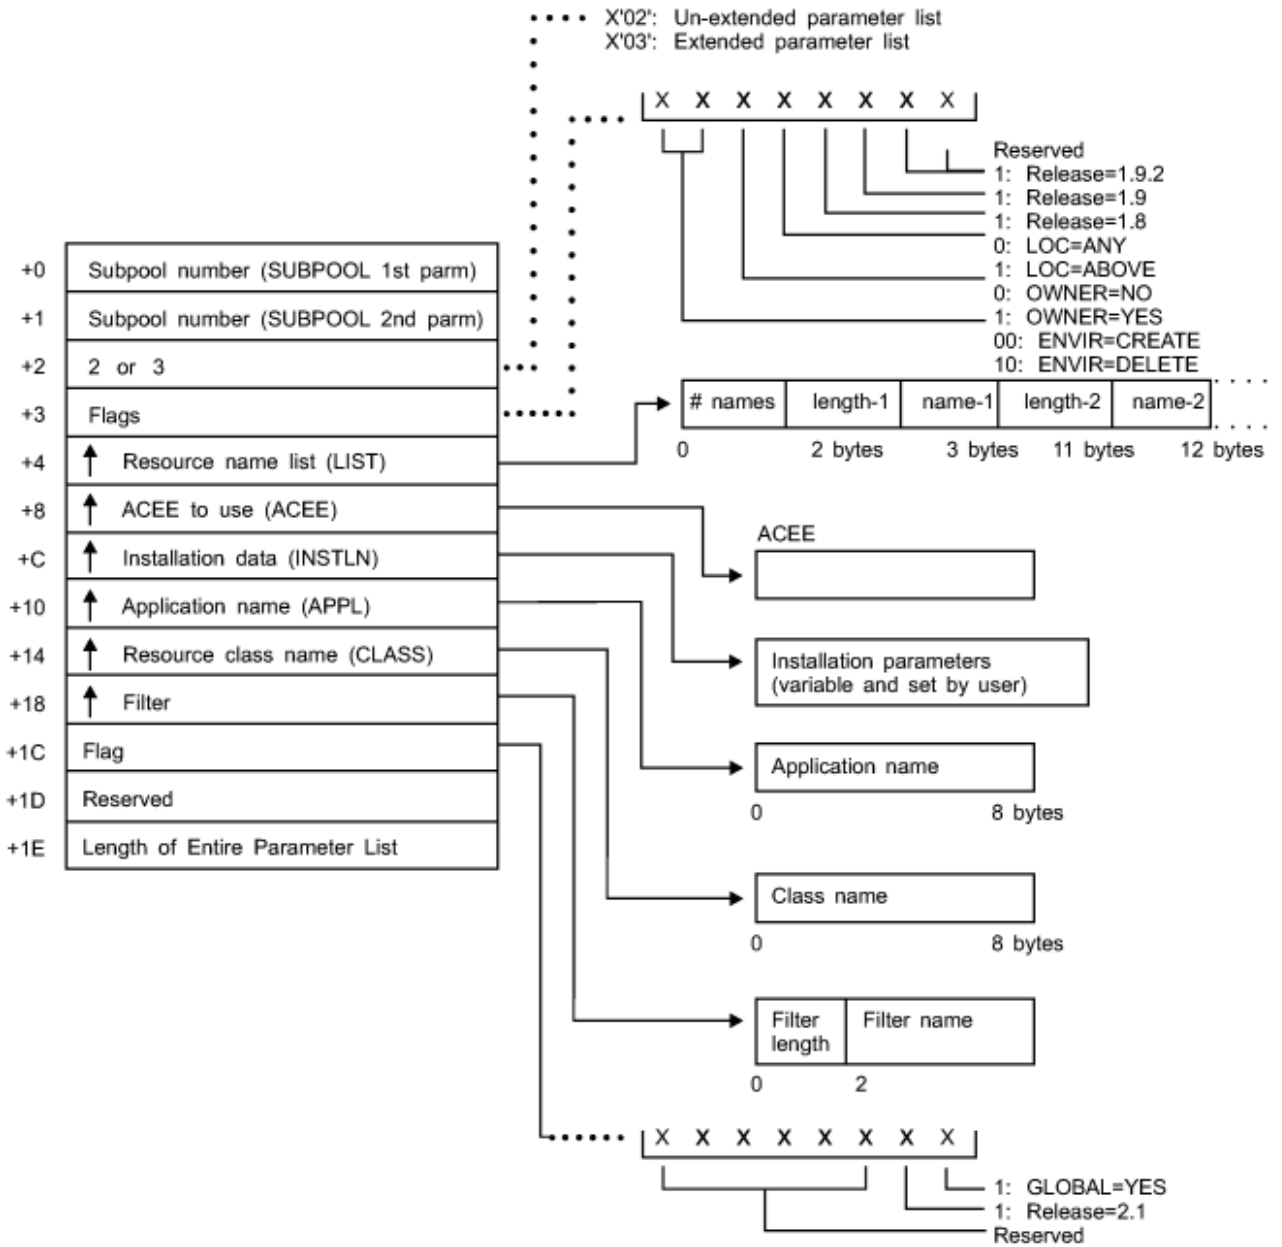 X'02': Un-extended parameter list
X'03': Extended parameter list
X X X X X X X X
Reserved
1: Release=1.9.2
1: Release=1.9
1: Release=1.8
0: LOC=ANY
1: LOC=ABOVE
0: OWNER=NO
1: OWNER=YES
00: ENVIR=CREATE
10: ENVIR=DELETE
+0 Subpool number (SUBPOOL 1st parm)
+1 Subpool number (SUBPOOL 2nd parm)
+2 2 or 3
+3 Flags
+4 Resource name list (LIST)
+8 ACEE to use (ACEE)
+C Installation data (INSTLN)
+10 Application name (APPL)
+14 Resource class name (CLASS)
+18 Filter
+1C Flag
+1D Reserved
+1E Length of Entire Parameter List
# names length-1 name-1 length-2 name-2
0 2 bytes 3 bytes 11 bytes 12 bytes
ACEE
Installation parameters
(variable and set by user)
Application name
0 8 bytes
Class name
0 8 bytes
Filter Filter name
length
0 2
X X X X X X X X
1: GLOBAL=YES
1: Release=2.1
Reserved